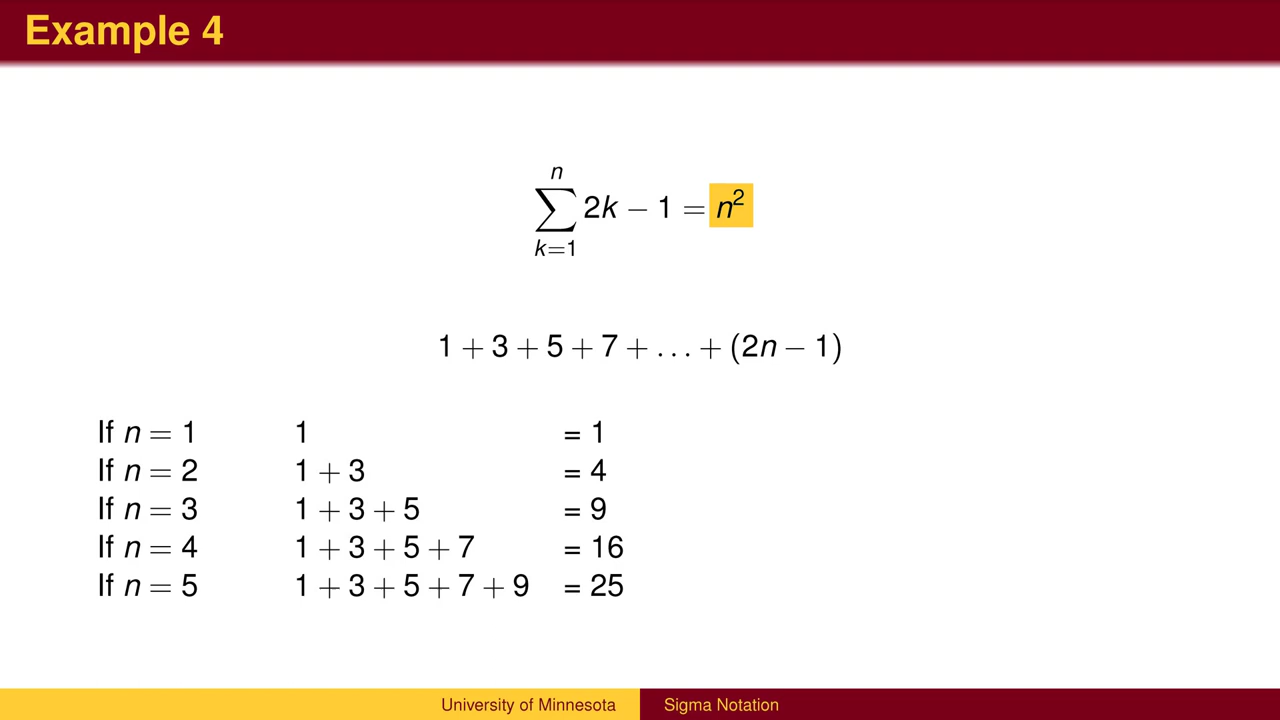 Example 4
n
∑ 2k − 1 = n²
k=1
1 + 3 + 5 + 7 + . . . + (2n − 1)
If n = 1 1 = 1
If n = 2 1 + 3 = 4
If n = 3 1 + 3 + 5 = 9
If n = 4 1 + 3 + 5 + 7 = 16
If n = 5 1 + 3 + 5 + 7 + 9 = 25
University of Minnesota Sigma Notation